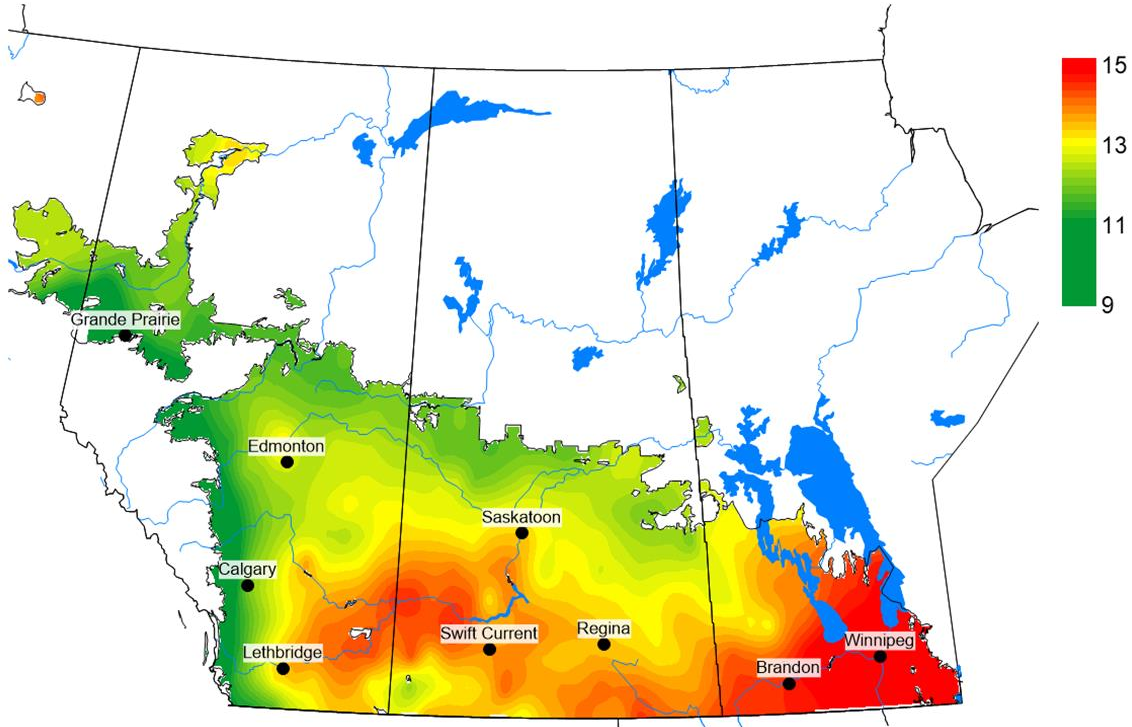 15
13
11
9
Grande Prairie
Edmonton
Saskatoon
Calgary
Swift Current
Regina
Winnipeg
Lethbridge
Brandon